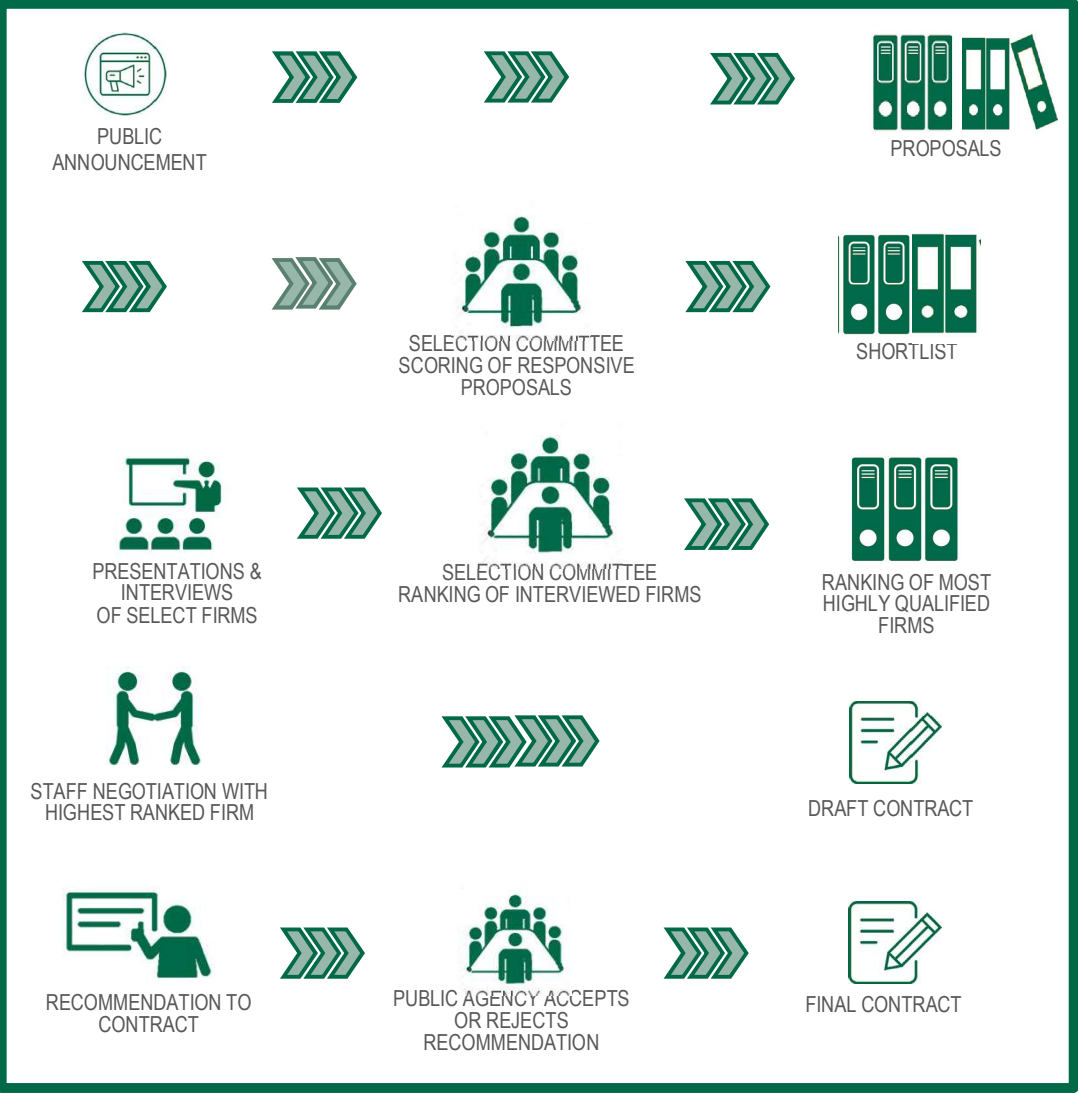 PUBLIC
ANNOUNCEMENT
PROPOSALS
SELECTION COMMITTEE
SCORING OF RESPONSIVE
PROPOSALS
SHORTLIST
PRESENTATIONS &
INTERVIEWS
OF SELECT FIRMS
SELECTION COMMITTEE
RANKING OF INTERVIEWED FIRMS
RANKING OF MOST
HIGHLY QUALIFIED
FIRMS
STAFF NEGOTIATION WITH
HIGHEST RANKED FIRM
DRAFT CONTRACT
RECOMMENDATION TO
CONTRACT
PUBLIC AGENCY ACCEPTS
OR REJECTS
RECOMMENDATION
FINAL CONTRACT